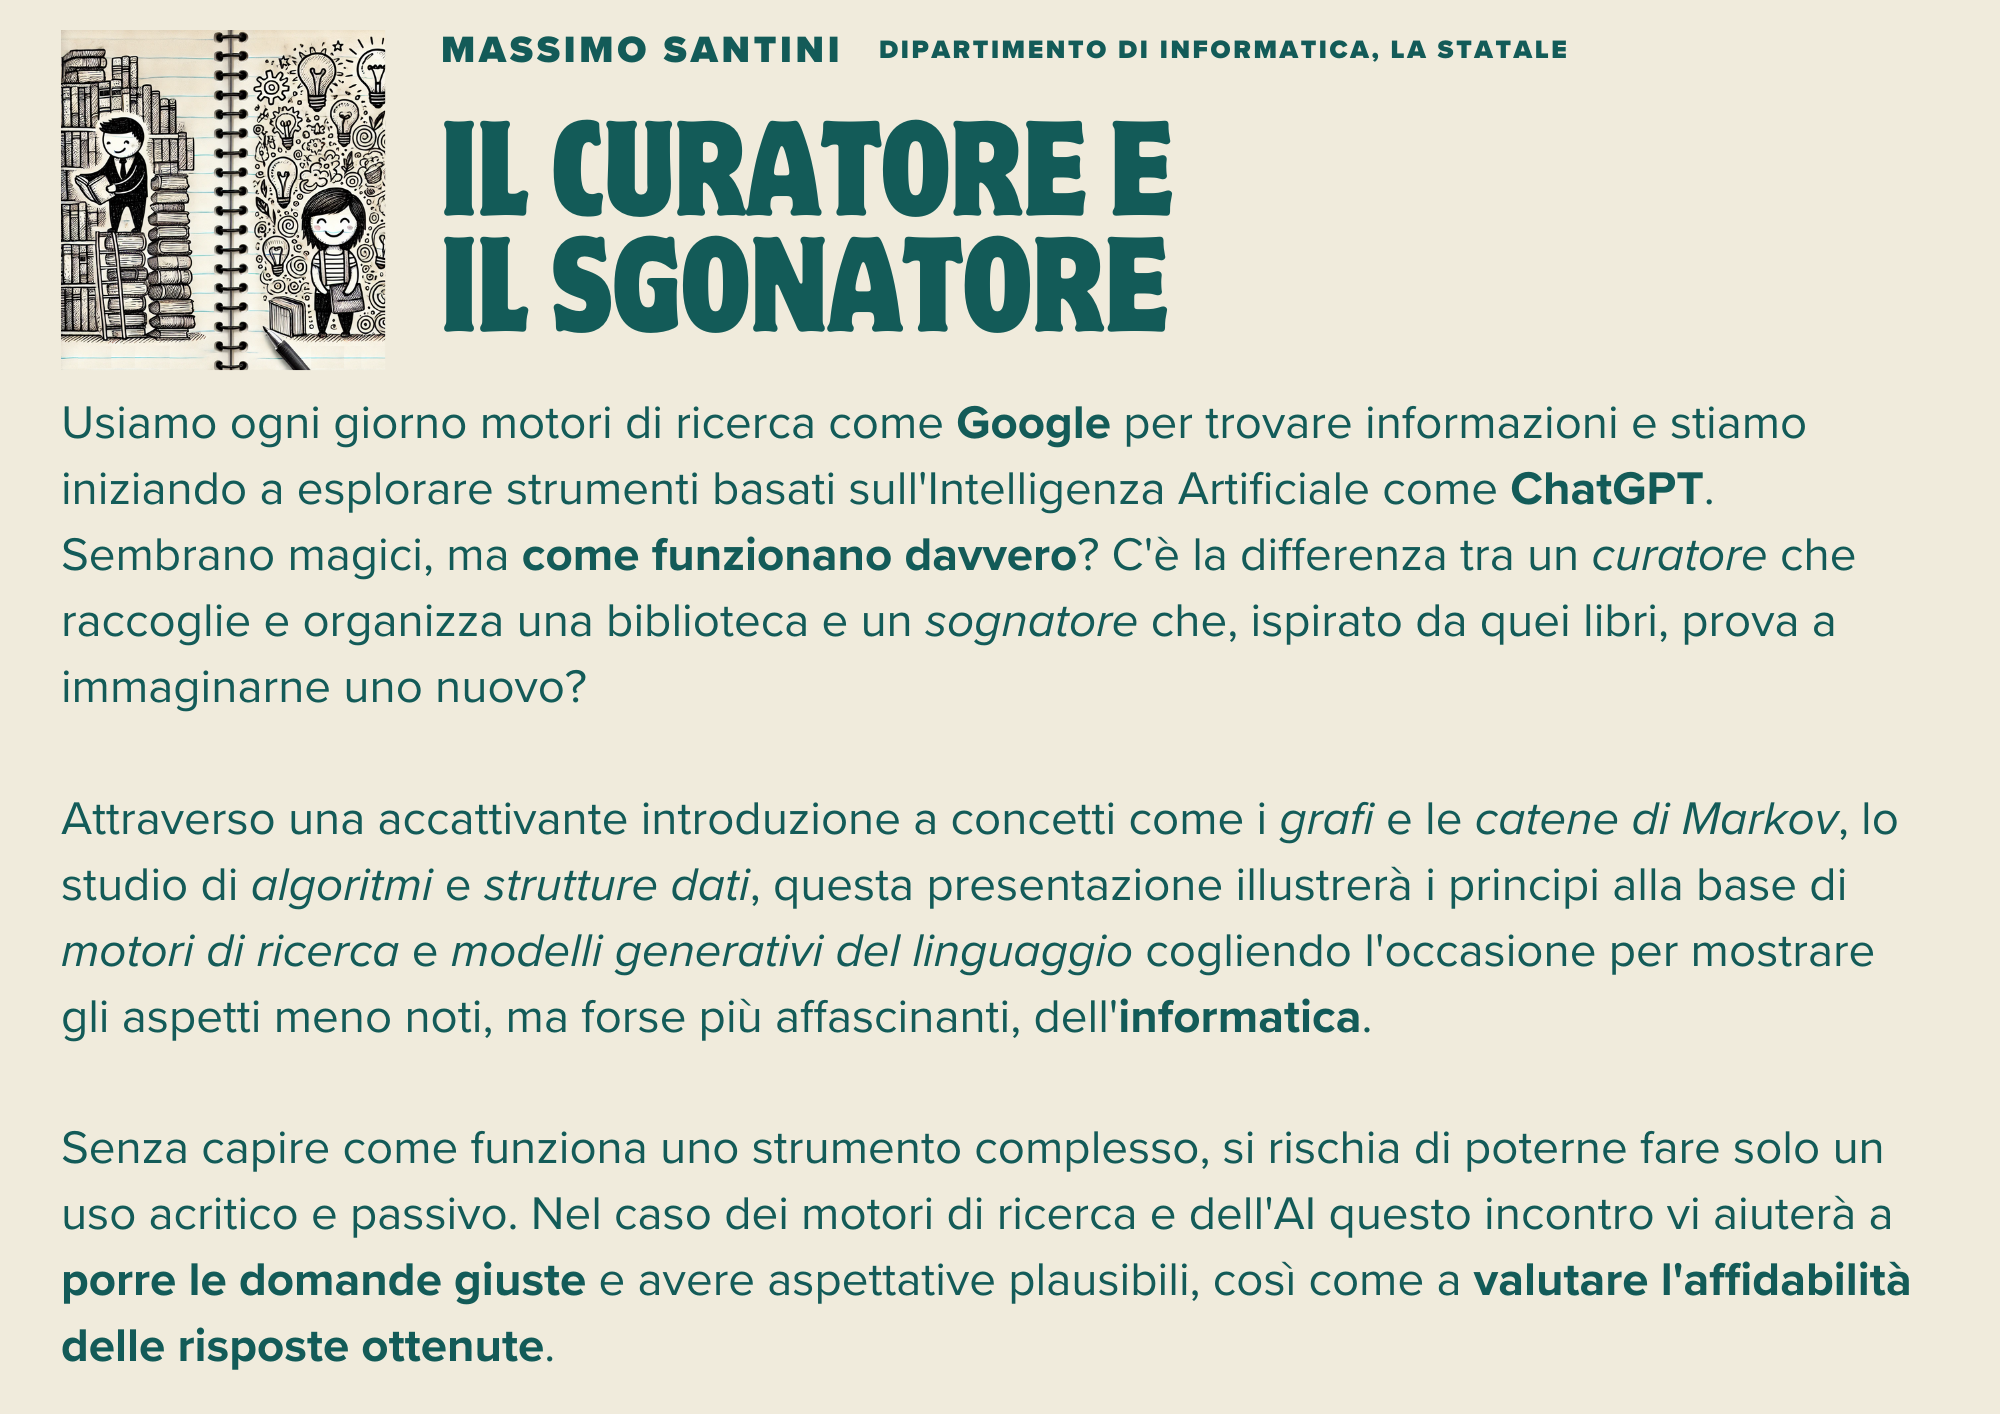 MASSIMO SANTINI DIPARTIMENTO DI INFORMATICA, LA STATALE
IL CURATORE E
IL SGONATORE
Usiamo ogni giorno motori di ricerca come Google per trovare informazioni e stiamo
iniziando a esplorare strumenti basati sull'Intelligenza Artificiale come ChatGPT.
Sembrano magici, ma come funzionano davvero? C'è la differenza tra un curatore che
raccoglie e organizza una biblioteca e un sognatore che, ispirato da quei libri, prova a
immaginarne uno nuovo?
Attraverso una accattivante introduzione a concetti come i grafi e le catene di Markov, lo
studio di algoritmi e strutture dati, questa presentazione illustrerà i principi alla base di
motori di ricerca e modelli generativi del linguaggio cogliendo l'occasione per mostrare
gli aspetti meno noti, ma forse più affascinanti, dell'informatica.
Senza capire come funziona uno strumento complesso, si rischia di poterne fare solo un
uso acritico e passivo. Nel caso dei motori di ricerca e dell'AI questo incontro vi aiuterà a
porre le domande giuste e avere aspettative plausibili, così come a valutare l'affidabilità
delle risposte ottenute.